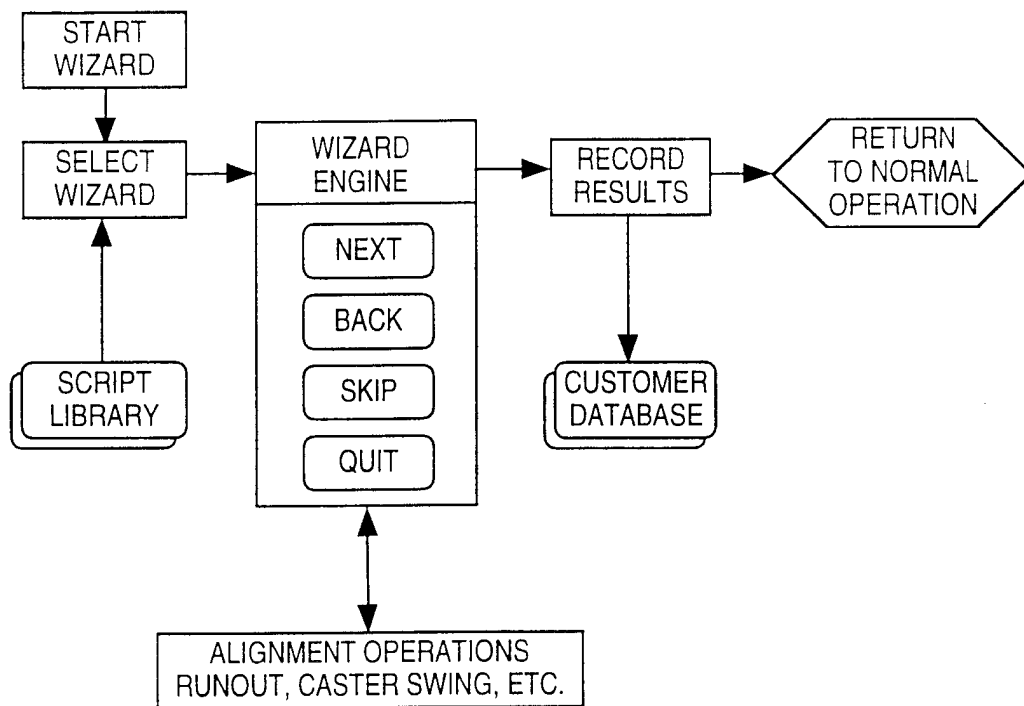 START
WIZARD
SELECT
WIZARD
SCRIPT
LIBRARY
WIZARD
ENGINE
NEXT
BACK
SKIP
QUIT
ALIGNMENT OPERATIONS
RUNOUT, CASTER SWING, ETC.
RECORD
RESULTS
CUSTOMER
DATABASE
RETURN
TO NORMAL
OPERATION